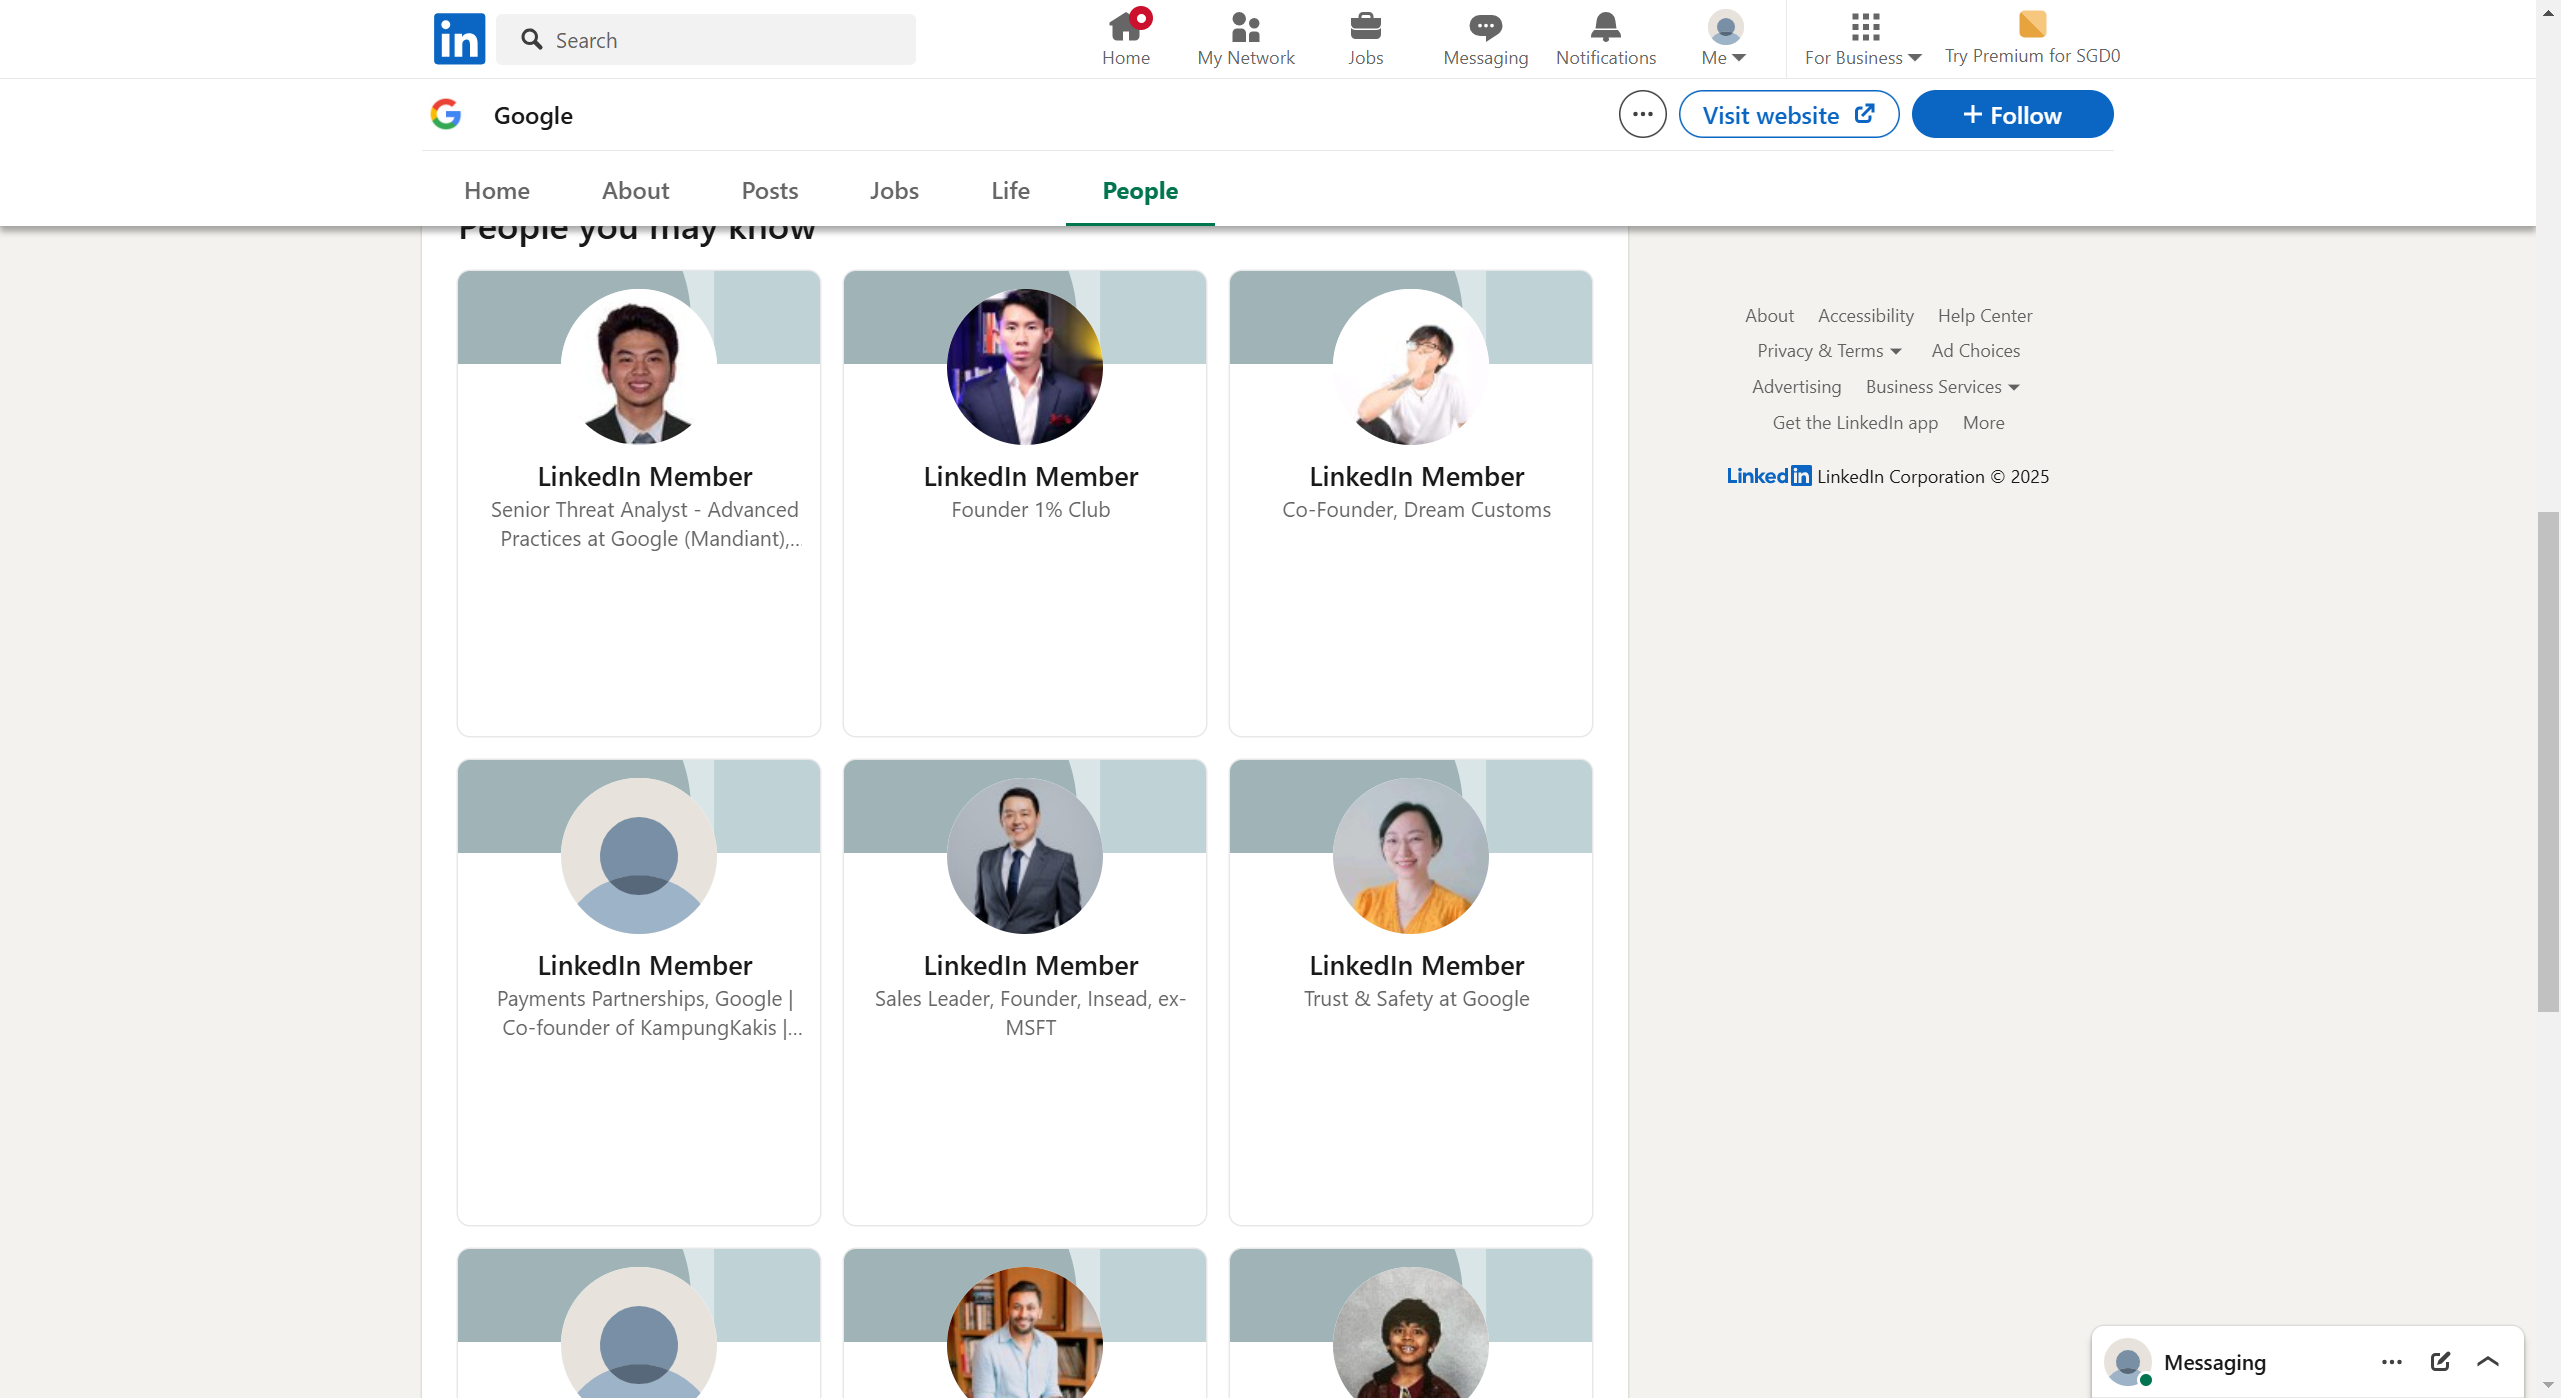 in
Search
Home
My Network
Jobs
Messaging
Notifications
Me
For Business
Try Premium for SGD0
Google
Visit website
+ Follow
Home
About
Posts
Jobs
Life
People
People you may know
LinkedIn Member
Senior Threat Analyst - Advanced
Practices at Google (Mandiant),...
LinkedIn Member
Founder 1% Club
LinkedIn Member
Co-Founder, Dream Customs
LinkedIn Member
Payments Partnerships, Google |
Co-founder of KampungKakis |...
LinkedIn Member
Sales Leader, Founder, Insead, ex-
MSFT
LinkedIn Member
Trust & Safety at Google
About Accessibility Help Center
Privacy & Terms Ad Choices
Advertising Business Services
Get the LinkedIn app More
LinkedIn LinkedIn Corporation © 2025
Messaging